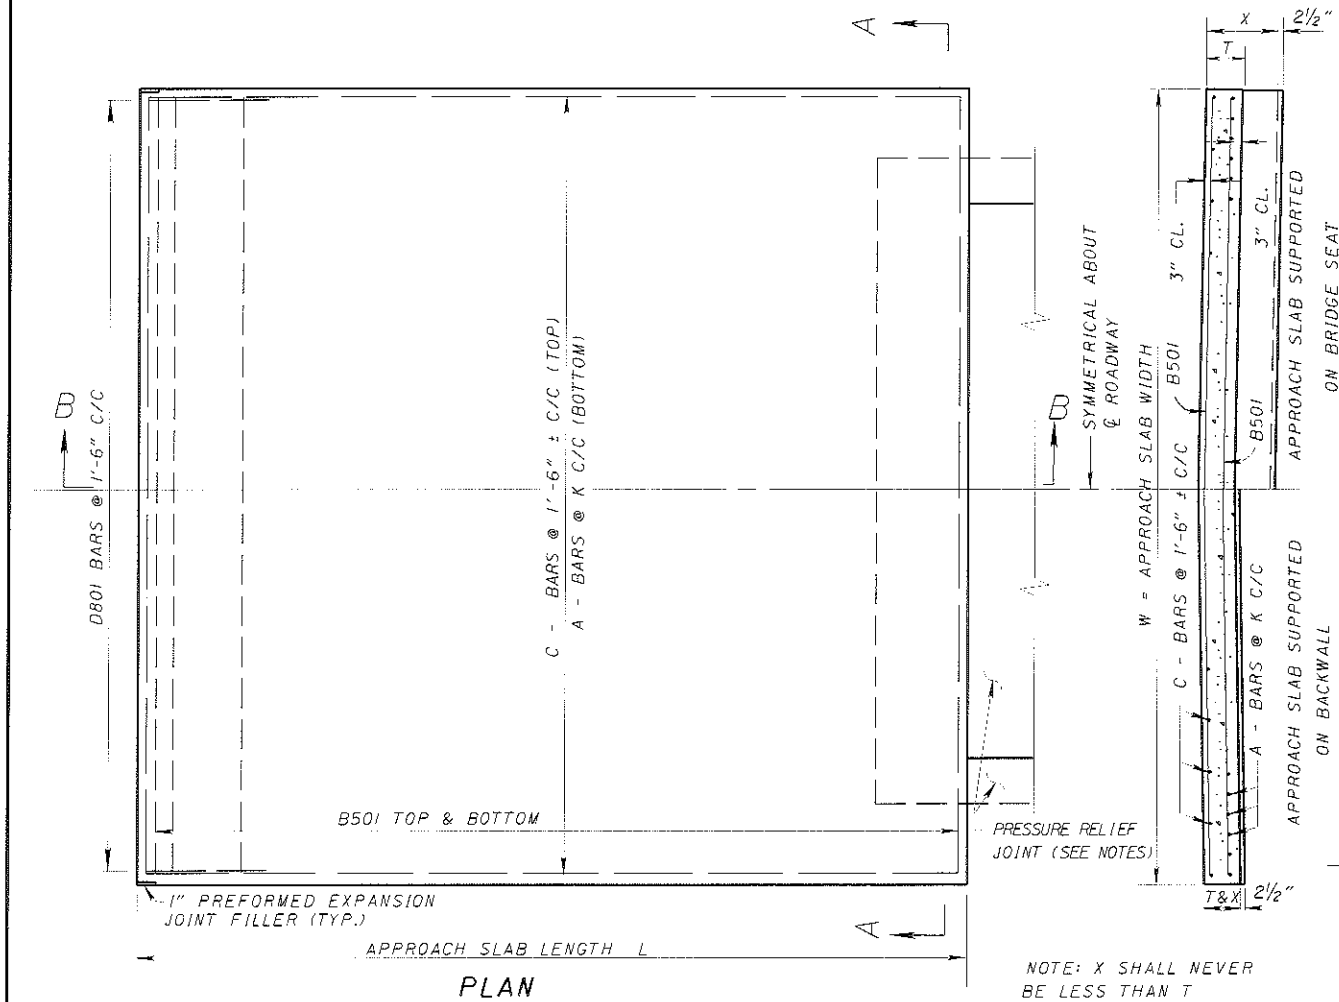 A
X
2½"
T
D801 BARS @ 1'-6" C/C
B
C - BARS @ 1'-6" ± C/C (TOP)
A - BARS @ K C/C (BOTTOM)
B
SYMMETRICAL ABOUT
℄ ROADWAY
W = APPROACH SLAB WIDTH
3" CL.
B501
C - BARS @ 1'-6" ± C/C
3" CL.
B501
APPROACH SLAB SUPPORTED
ON BRIDGE SEAT
A - BARS @ K C/C
APPROACH SLAB SUPPORTED
ON BACKWALL
B501 TOP & BOTTOM
PRESSURE RELIEF
JOINT (SEE NOTES)
1" PREFORMED EXPANSION
JOINT FILLER (TYP.)
T&X
2½"
A
APPROACH SLAB LENGTH L
PLAN
NOTE: X SHALL NEVER
BE LESS THAN T